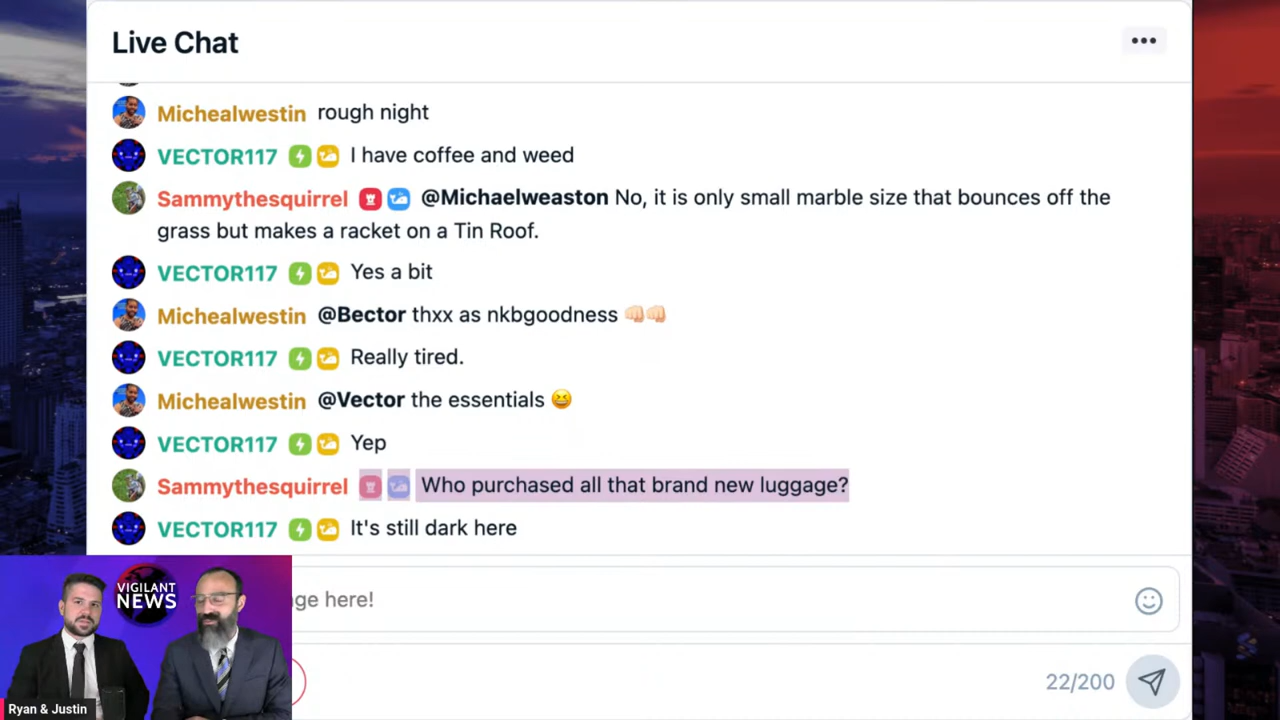 Live Chat
Michealwestin rough night
VECTOR117 I have coffee and weed
Sammythesquirrel @Michaelweaston No, it is only small marble size that bounces off the
grass but makes a racket on a Tin Roof.
VECTOR117 Yes a bit
Michealwestin @Bector thxx as nkbgoodness 👊🏻👊🏻
VECTOR117 Really tired.
Michealwestin @Vector the essentials 😆
VECTOR117 Yep
Sammythesquirrel Who purchased all that brand new luggage?
VECTOR117 It's still dark here
ge here!
22/200
VIGILANT
NEWS
Ryan & Justin